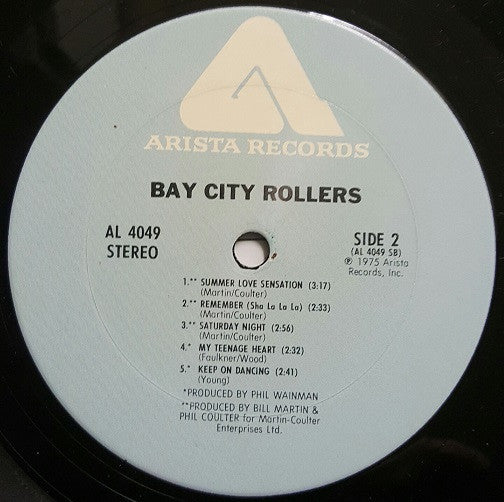 ARISTA RECORDS
BAY CITY ROLLERS
AL 4049
STEREO
SIDE 2
(AL 4049 SB)
℗ 1975 Arista
Records, Inc.
1.** SUMMER LOVE SENSATION (3:17)
(Martin/Coulter)
2.** REMEMBER (Sha La La La) (2:33)
(Martin/Coulter)
3.** SATURDAY NIGHT (2:56)
(Martin/Coulter)
4.* MY TEENAGE HEART (2:32)
(Faulkner/Wood)
5.* KEEP ON DANCING (2:41)
(Young)
*PRODUCED BY PHIL WAINMAN
**PRODUCED BY BILL MARTIN &
PHIL COULTER for Martin-Coulter
Enterprises Ltd.